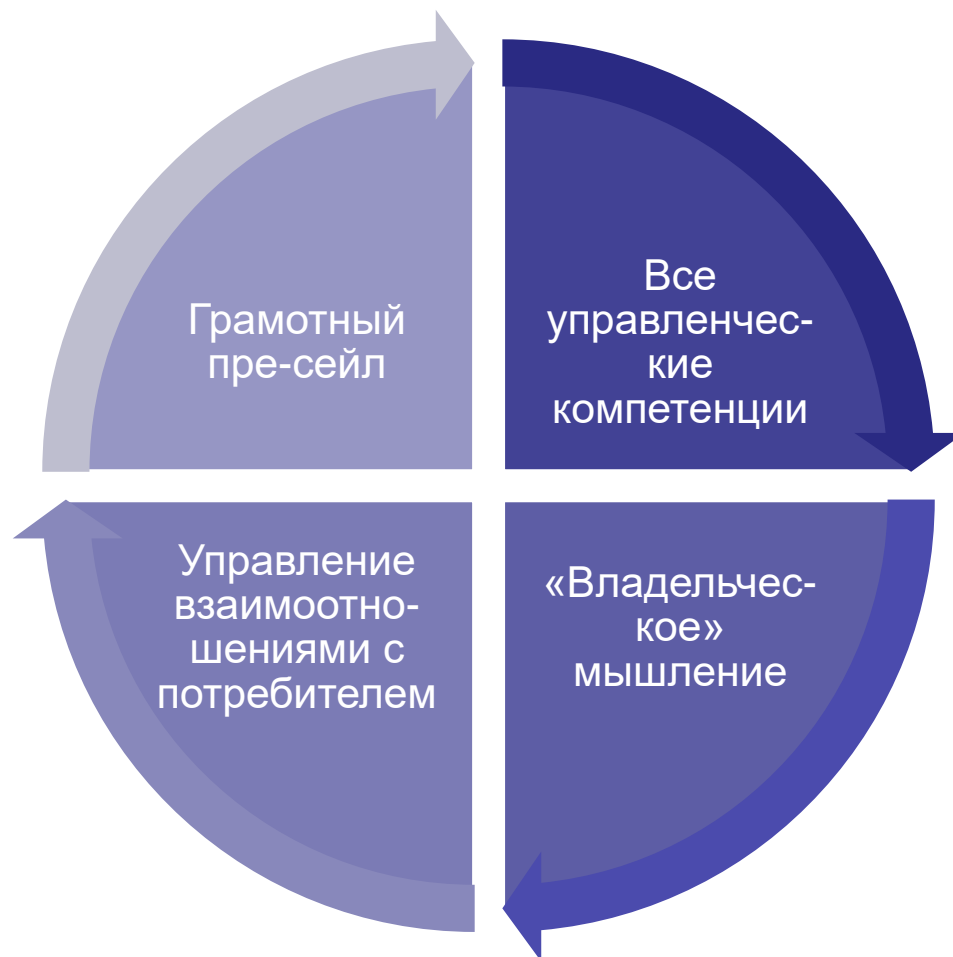 Грамотный
пре-сейл
Все
управленчес-
кие
компетенции
Управление
взаимоотно-
шениями с
потребителем
«Владельчес-
кое»
мышление